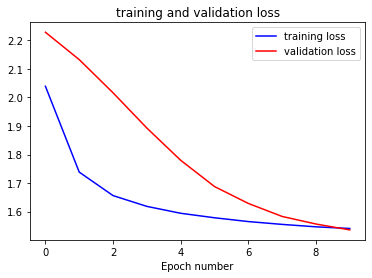 training and validation loss
training loss
validation loss
2.2
2.1
2.0
1.9
1.8
1.7
1.6
0 2 4 6 8
Epoch number